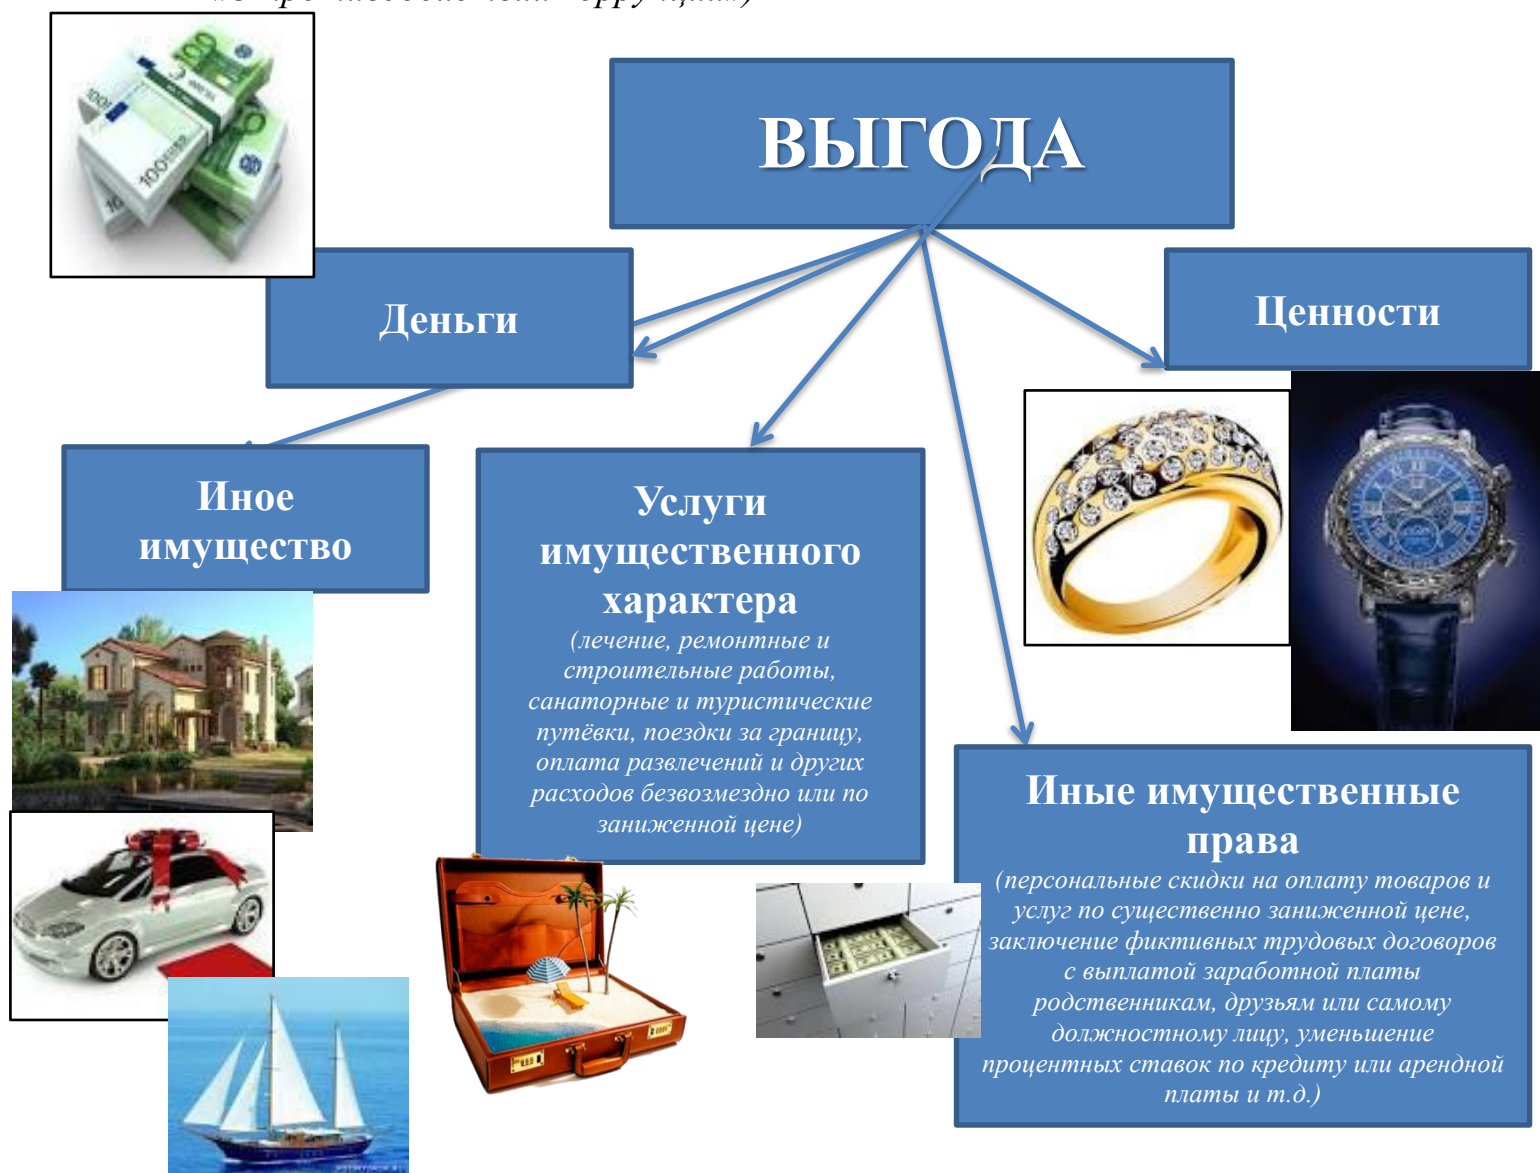 ВЫГОДА
Деньги
Ценности
Иное
имущество
Услуги
имущественного
характера
(лечение, ремонтные и
строительные работы,
санаторные и туристические
путёвки, поездки за границу,
оплата развлечений и других
расходов безвозмездно или по
заниженной цене)
Иные имущественные
права
(персональные скидки на оплату товаров и
услуг по существенно заниженной цене,
заключение фиктивных трудовых договоров
с выплатой заработной платы
родственникам, друзьям или самому
должностному лицу, уменьшение
процентных ставок по кредиту или арендной
платы и т.д.)
100
100
100